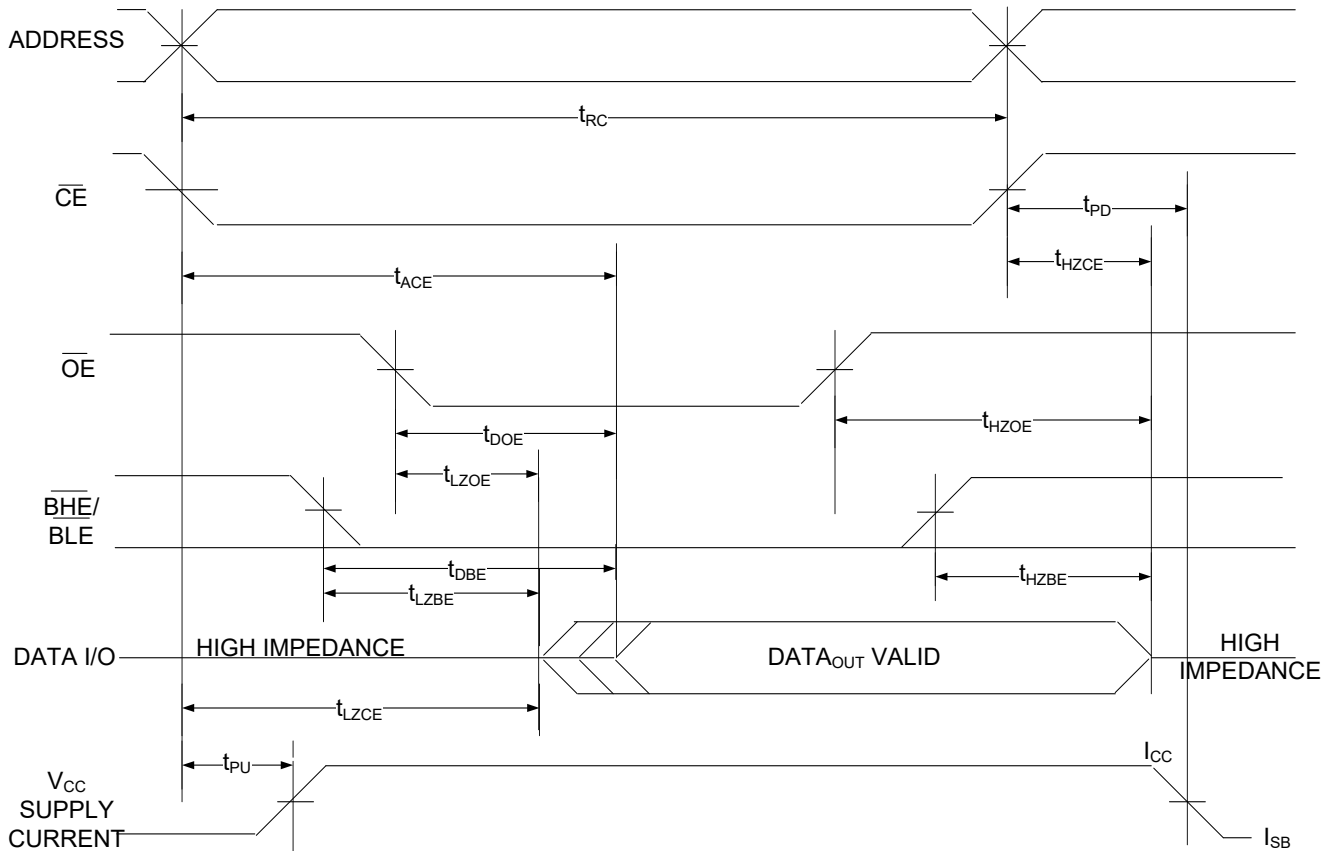 ADDRESS
tRC
CE
tPD
tHZCE
tACE
OE
tDOE
tHZOE
tLZOE
BHE/
BLE
tDBE
tHZBE
tLZBE
DATA I/O
HIGH IMPEDANCE
DATAOUT VALID
HIGH
IMPEDANCE
tLZCE
tPU
ICC
VCC
SUPPLY
CURRENT
ISB